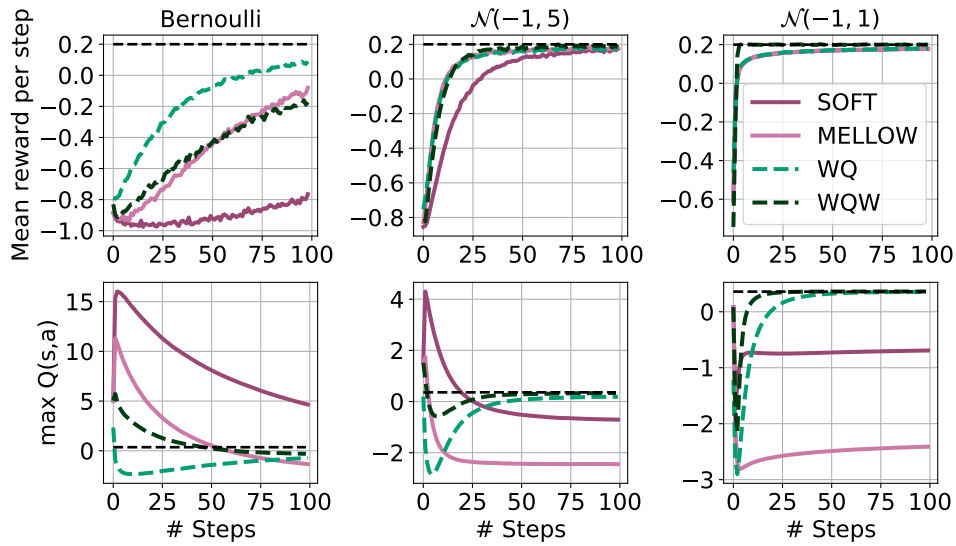 Bernoulli
𝒩(−1, 5)
𝒩(−1, 1)
Mean reward per step
0.2
0.0
−0.2
−0.4
−0.6
−0.8
−1.0
0 25 50 75 100
0.2
0.0
−0.2
−0.4
−0.6
−0.8
0 25 50 75 100
0.2
0.0
−0.2
−0.4
−0.6
0 25 50 75 100
SOFT
MELLOW
WQ
WQW
max Q(s,a)
15
10
5
0
0 25 50 75 100
# Steps
4
2
0
−2
0 25 50 75 100
# Steps
0
−1
−2
−3
0 25 50 75 100
# Steps